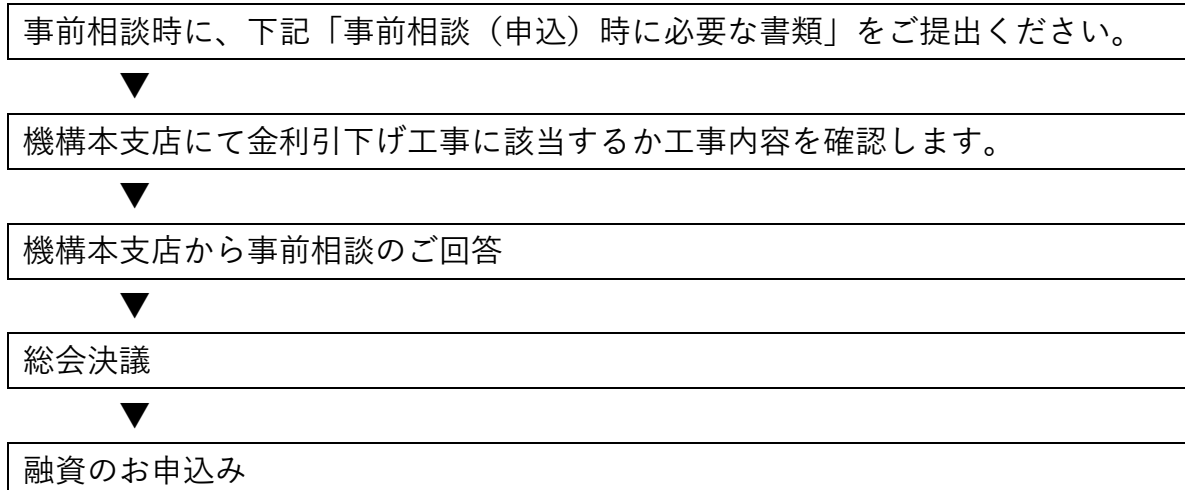 事前相談時に、下記「事前相談（申込）時に必要な書類」をご提出ください。
▼
機構本支店にて金利引下げ工事に該当するか工事内容を確認します。
▼
機構本支店から事前相談のご回答
▼
総会決議
▼
融資のお申込み